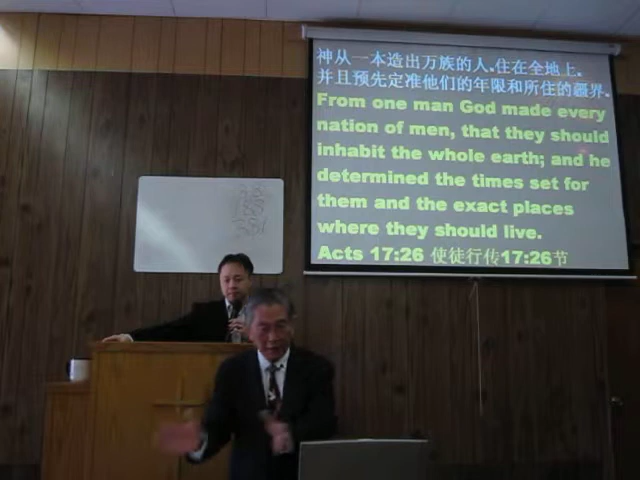 神从一本造出万族的人.住在全地上.
并且预先定准他们的年限和所住的疆界.
From one man God made every
nation of men, that they should
inhabit the whole earth; and he
determined the times set for
them and the exact places
where they should live.
Acts 17:26 使徒行传17:26节